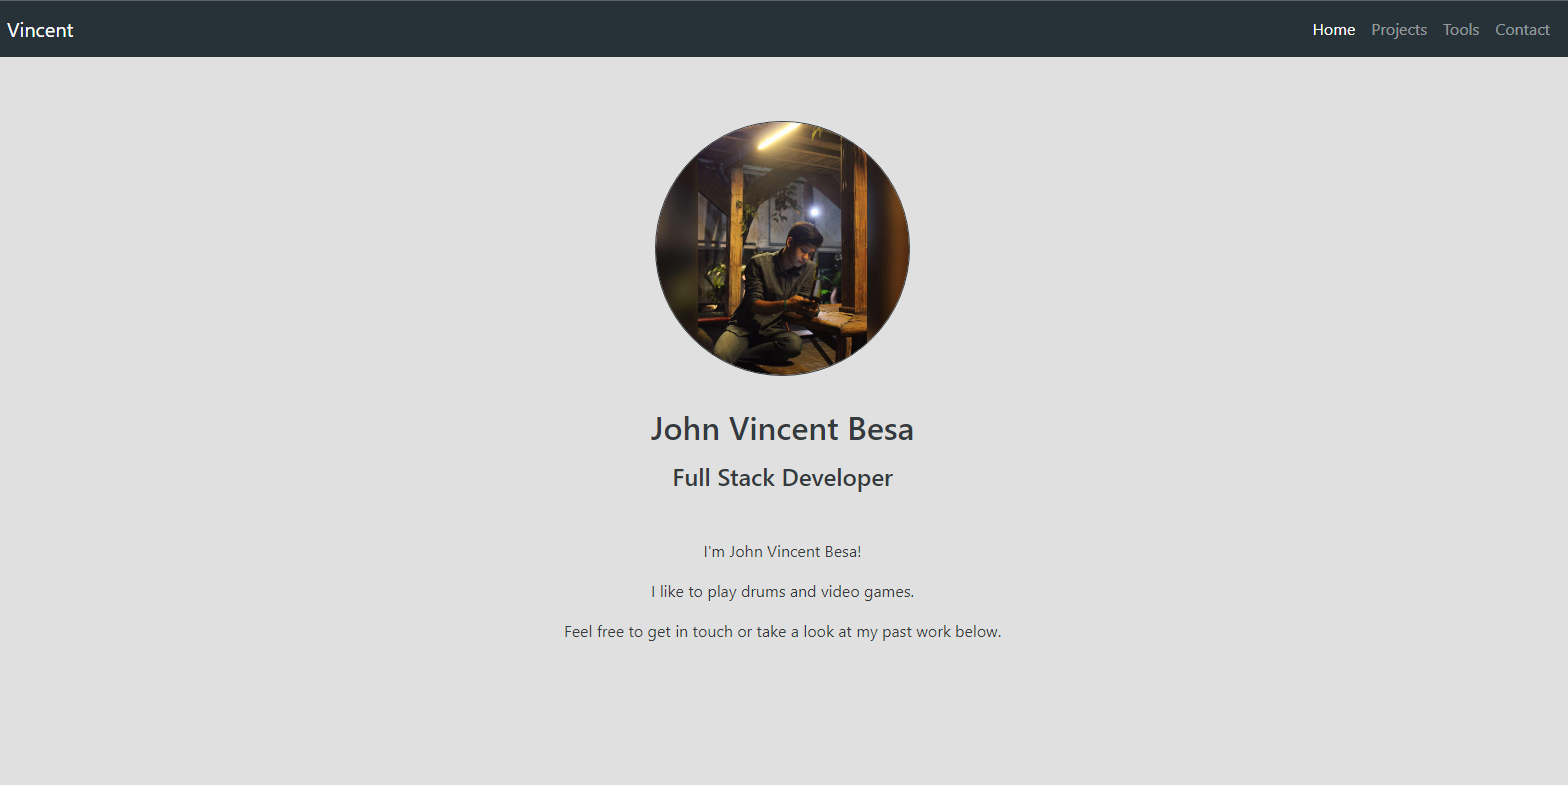 Vincent
Home Projects Tools Contact
John Vincent Besa
Full Stack Developer
I'm John Vincent Besa!
I like to play drums and video games.
Feel free to get in touch or take a look at my past work below.